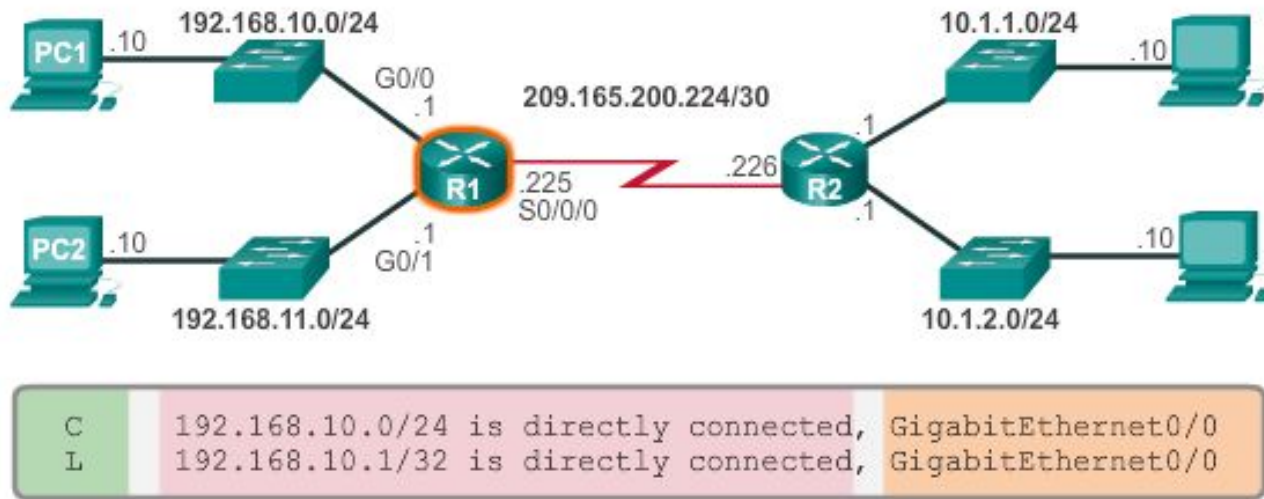 192.168.10.0/24
10.1.1.0/24
PC1
.10
.10
G0/0
.1
209.165.200.224/30
.1
R1
.225
S0/0/0
.226
R2
.1
PC2
.10
.1
G0/1
.10
192.168.11.0/24
10.1.2.0/24
C 192.168.10.0/24 is directly connected, GigabitEthernet0/0
L 192.168.10.1/32 is directly connected, GigabitEthernet0/0